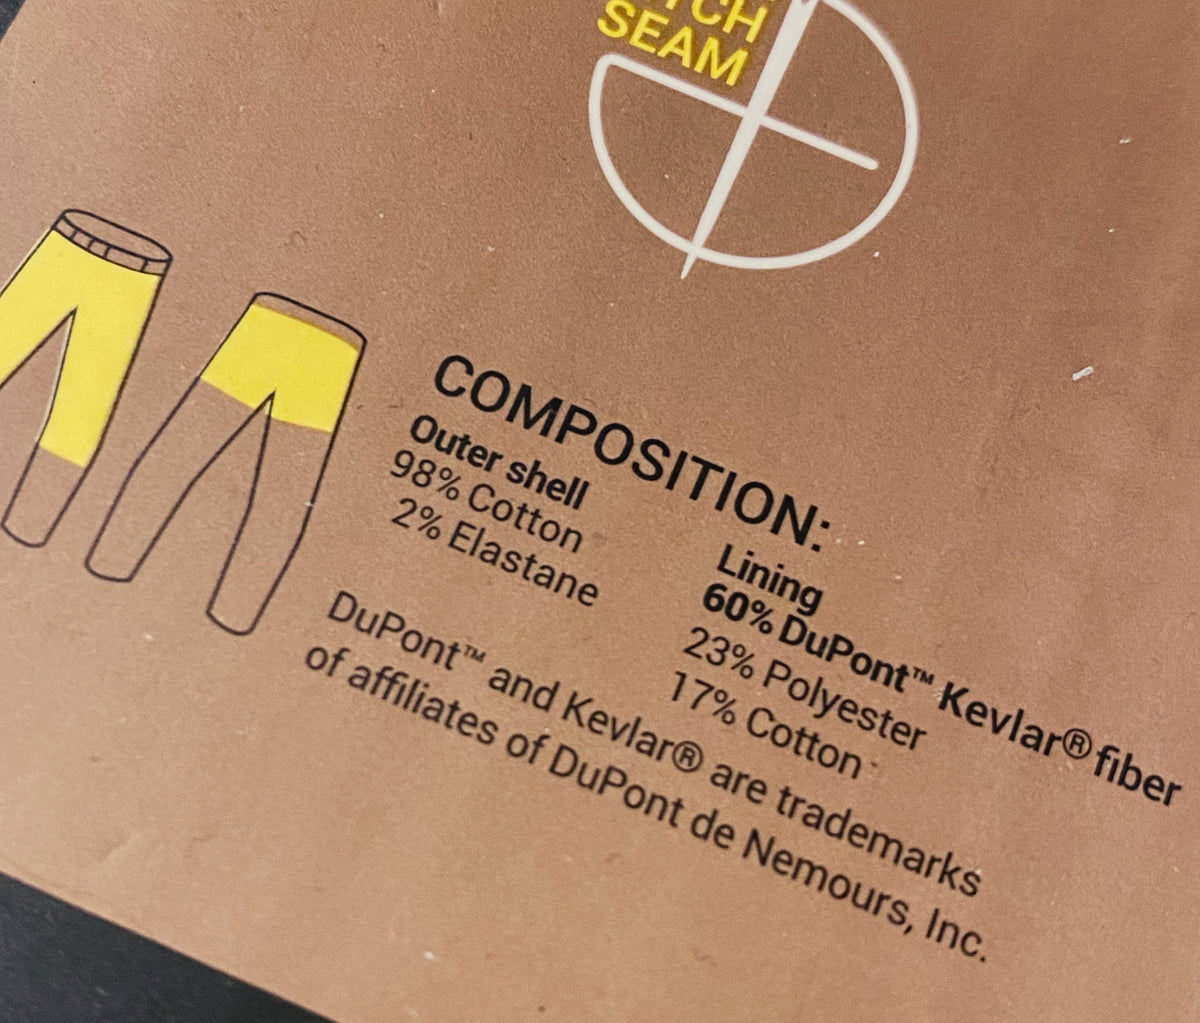 SEAM
COMPOSITION:
Outer shell
98% Cotton
2% Elastane
Lining
60% DuPont™ Kevlar® fiber
23% Polyester
17% Cotton
DuPont™ and Kevlar® are trademarks
of affiliates of DuPont de Nemours, Inc.